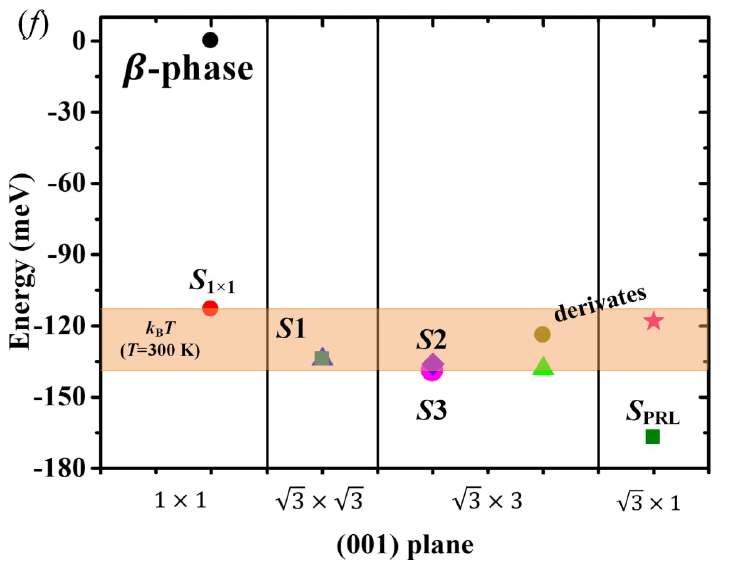 (f)
0
-30
-60
-90
-120
-150
-180
Energy (meV)
β-phase
S1×1
kBT
(T=300 K)
S1
S2
S3
derivates
SPRL
1 × 1
√3 × √3
√3 × 3
√3 × 1
(001) plane